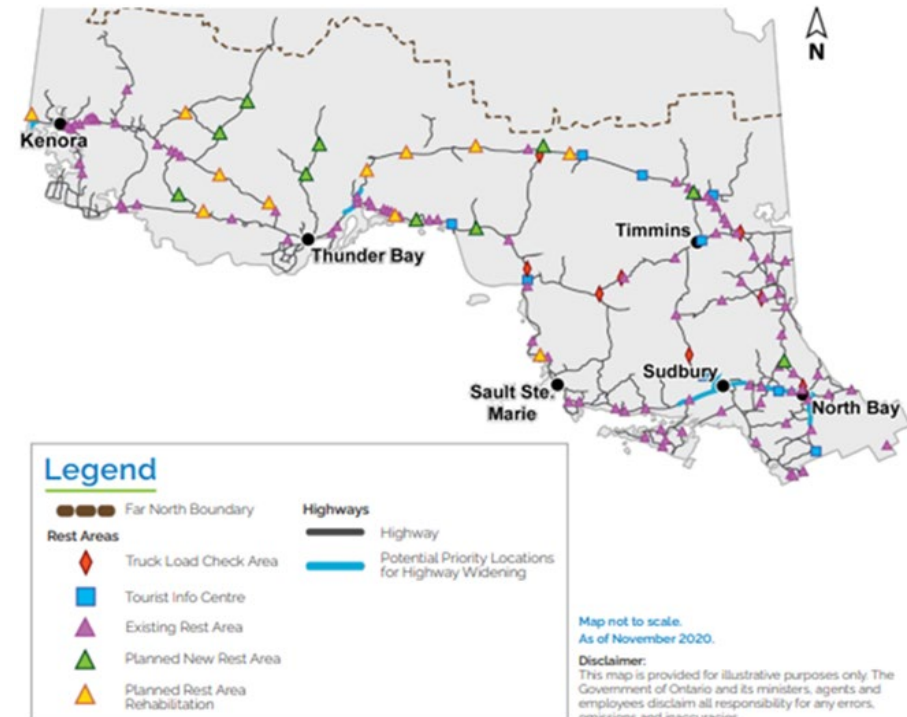 N
Kenora
Thunder Bay
Timmins
Sault Ste.
Marie
Sudbury
North Bay
Legend
Far North Boundary
Rest Areas
Truck Load Check Area
Tourist Info Centre
Existing Rest Area
Planned New Rest Area
Planned Rest Area
Rehabilitation
Highways
Highway
Potential Priority Locations
for Highway Widening
Map not to scale.
As of November 2020.
Disclaimer:
This map is provided for illustrative purposes only. The
Government of Ontario and its ministers, agents and
employees disclaim all responsibility for any errors,
omissions and inaccuracies